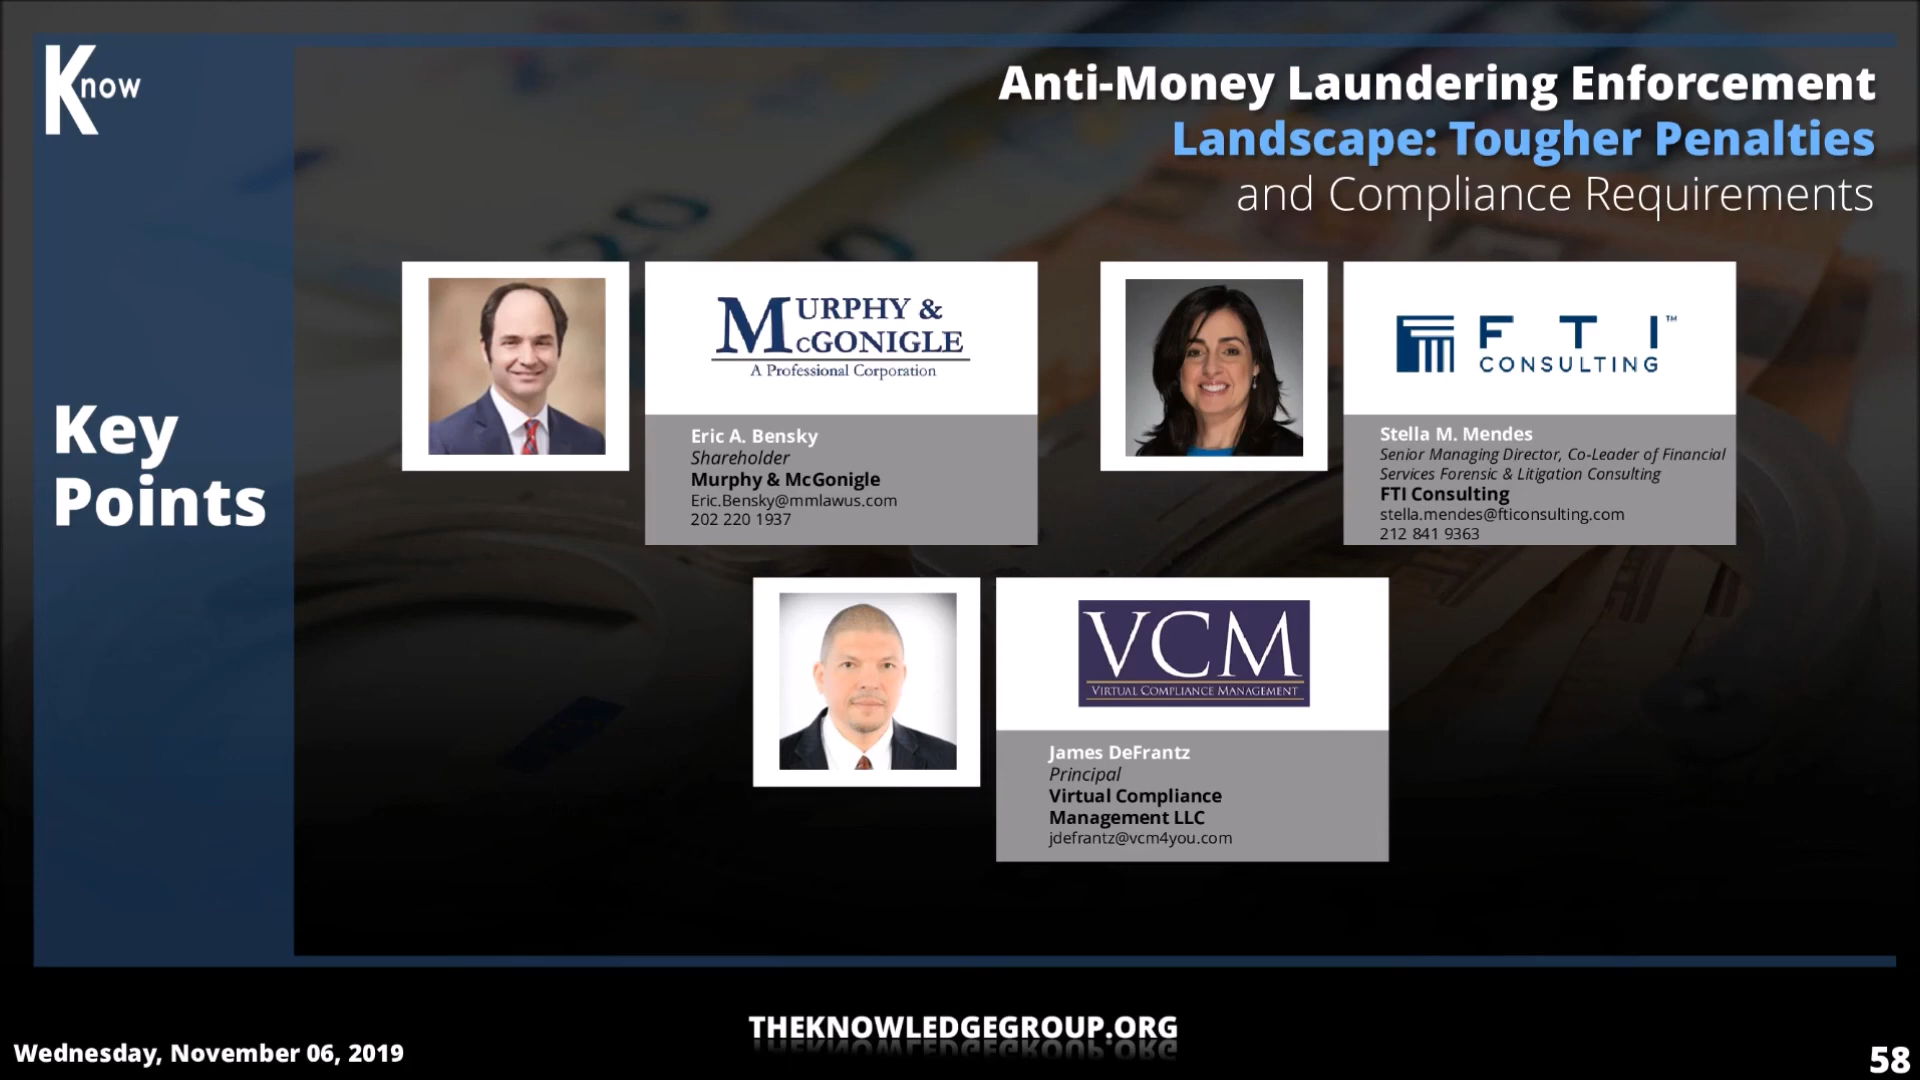 Know
Anti-Money Laundering Enforcement
Landscape: Tougher Penalties
and Compliance Requirements
Key
Points
MURPHY &
McGONIGLE
A Professional Corporation
Eric A. Bensky
Shareholder
Murphy & McGonigle
Eric.Bensky@mmlawus.com
202 220 1937
F T I ™
CONSULTING
Stella M. Mendes
Senior Managing Director, Co-Leader of Financial
Services Forensic & Litigation Consulting
FTI Consulting
stella.mendes@fticonsulting.com
212 841 9363
VCM
VIRTUAL COMPLIANCE MANAGEMENT
James DeFrantz
Principal
Virtual Compliance
Management LLC
jdefrantz@vcm4you.com
THEKNOWLEDGEGROUP.ORG
Wednesday, November 06, 2019
58